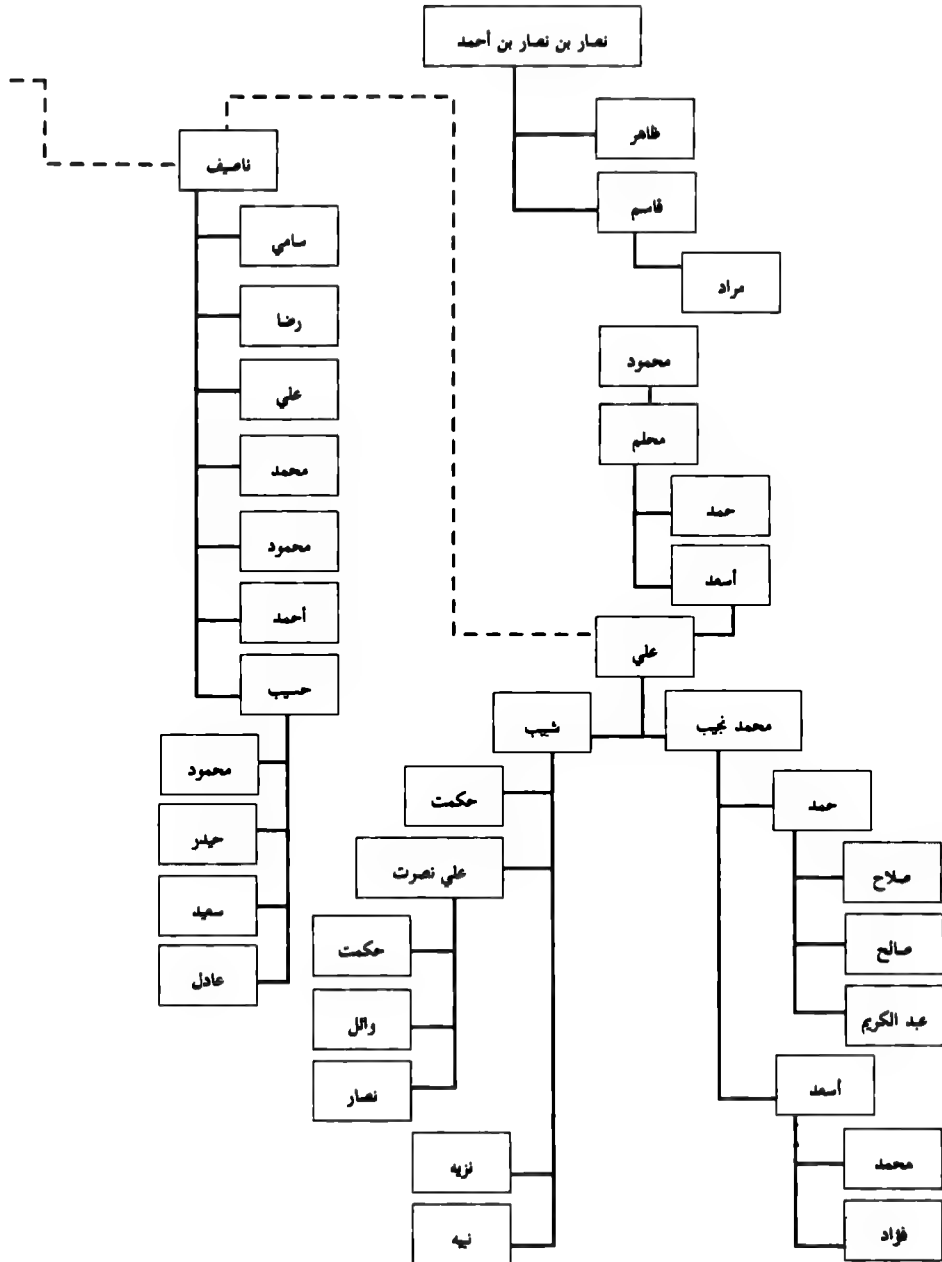 نصار بن نصار بن أحمد
ظاهر
قاسم
مراد
محمود
محلم
حمد
أسعد
علي
محمد نجيب
حمد
صلاح
صالح
عبد الكريم
أسعد
محمد
فؤاد
شبيب
حكمت
علي نصرت
حكمت
وائل
نصار
نزيه
نبيه
ناصيف
سامي
رضا
علي
محمد
محمود
أحمد
حسيب
محمود
حيدر
سعيد
عادل